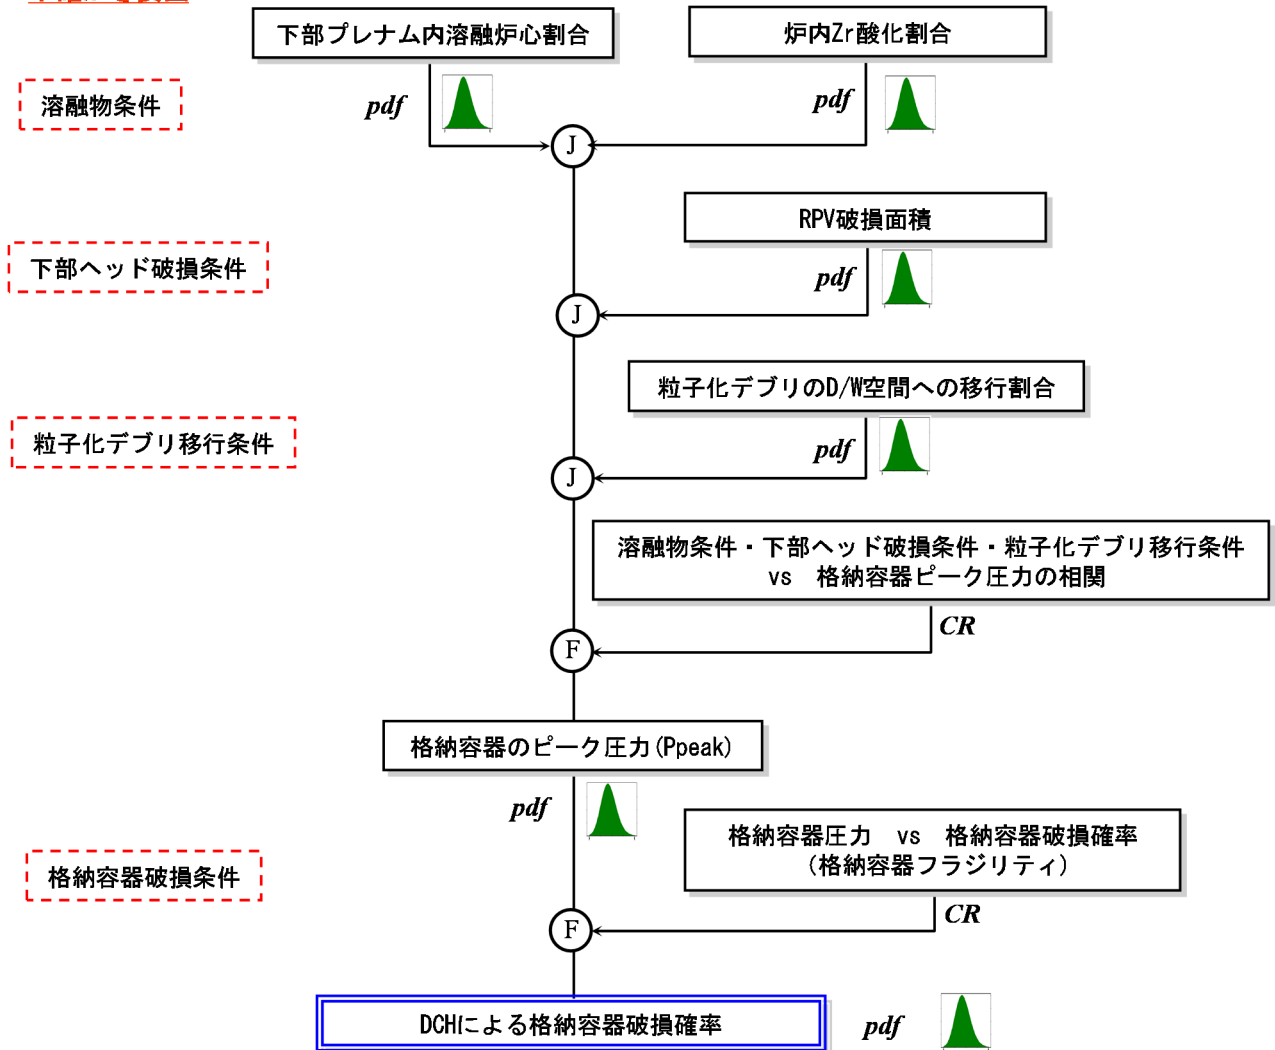 下部プレナム内溶融炉心割合
炉内Zr酸化割合
溶融物条件
pdf
pdf
J
RPV破損面積
下部ヘッド破損条件
pdf
J
粒子化デブリのD/W空間への移行割合
粒子化デブリ移行条件
pdf
J
溶融物条件・下部ヘッド破損条件・粒子化デブリ移行条件
vs 格納容器ピーク圧力の相関
CR
F
格納容器のピーク圧力(Ppeak)
pdf
格納容器圧力 vs 格納容器破損確率
(格納容器フラジリティ)
格納容器破損条件
CR
F
DCHによる格納容器破損確率
pdf